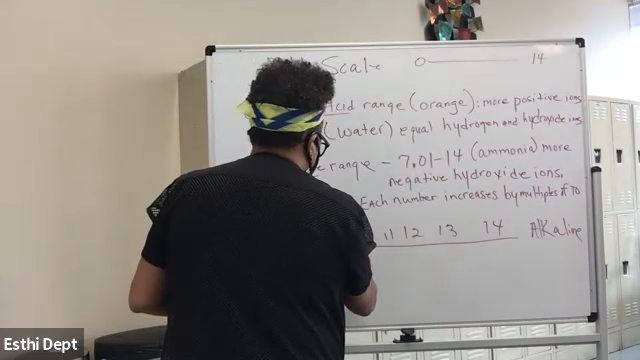 Scale 0 — 14
Acid range (orange): more positive ions
(water) equal hydrogen and hydroxide ions
range - 7.01-14 (ammonia) more
negative hydroxide ions.
Each number increases by multiples of 10
11 12 13 14 Alkaline
Esthi Dept